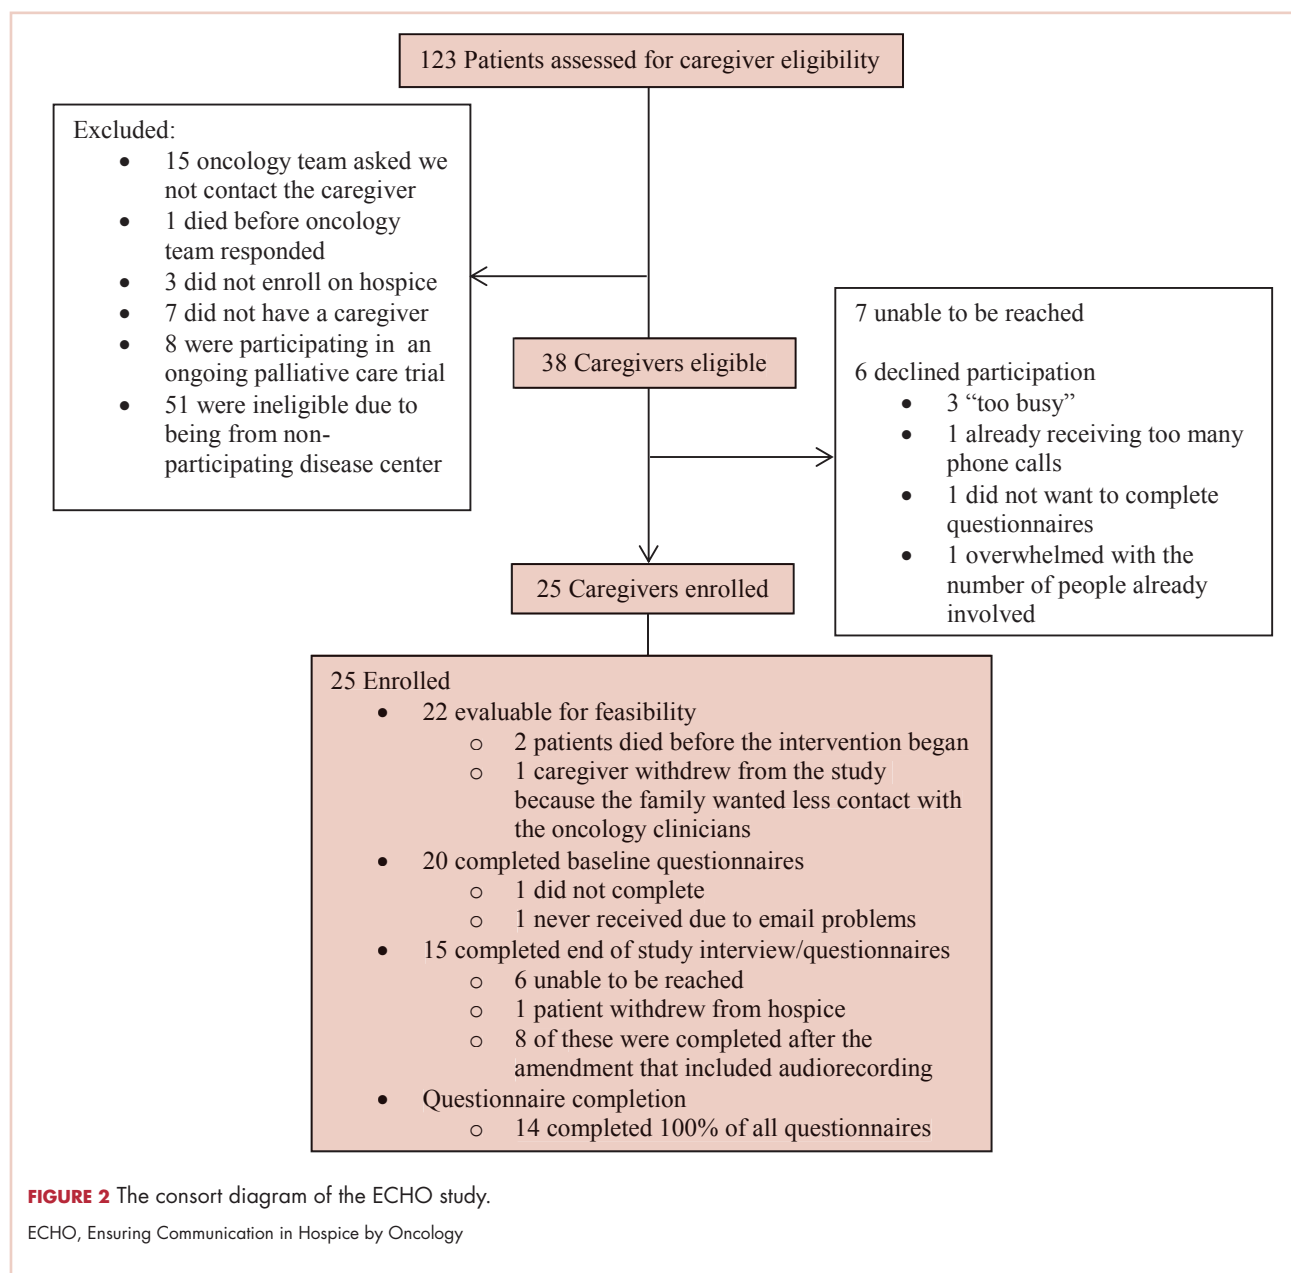 123 Patients assessed for caregiver eligibility
Excluded:
• 15 oncology team asked we
not contact the caregiver
• 1 died before oncology
team responded
• 3 did not enroll on hospice
• 7 did not have a caregiver
• 8 were participating in an
ongoing palliative care trial
• 51 were ineligible due to
being from non-
participating disease center
38 Caregivers eligible
7 unable to be reached
6 declined participation
• 3 “too busy”
• 1 already receiving too many
phone calls
• 1 did not want to complete
questionnaires
• 1 overwhelmed with the
number of people already
involved
25 Caregivers enrolled
25 Enrolled
• 22 evaluable for feasibility
o 2 patients died before the intervention began
o 1 caregiver withdrew from the study
because the family wanted less contact with
the oncology clinicians
• 20 completed baseline questionnaires
o 1 did not complete
o 1 never received due to email problems
• 15 completed end of study interview/questionnaires
o 6 unable to be reached
o 1 patient withdrew from hospice
o 8 of these were completed after the
amendment that included audiorecording
• Questionnaire completion
o 14 completed 100% of all questionnaires
FIGURE 2 The consort diagram of the ECHO study.
ECHO, Ensuring Communication in Hospice by Oncology